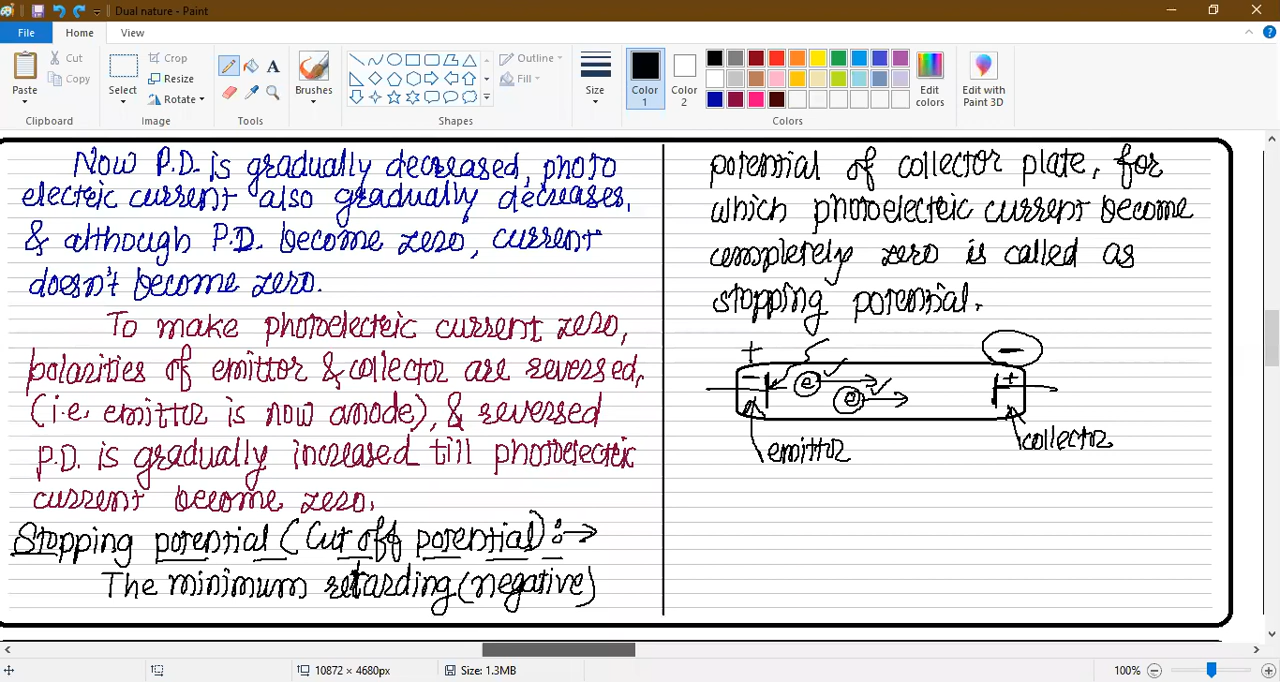 Dual nature - Paint
File
Home
View
Paste
Cut
Copy
Clipboard
Select
Crop
Resize
Rotate
Image
A
Tools
Brushes
Shapes
Outline
Fill
Size
Color 1
Color 2
Colors
Edit colors
Edit with Paint 3D
Now P.D. is gradually decreased, photo
electric current also gradually decreases,
& although P.D. become zero, current
doesn't become zero.
To make photoelectric current zero,
polarities of emittor & collector are reversed,
(i.e. emittor is now anode), & reversed
P.D. is gradually increased till photoelectric
current become zero.
Stopping potential (Cut off potential) :→
The minimum retarding (negative)
potential of collector plate, for
which photoelectric current become
completely zero is called as
stopping potential.
+ -
- e e +
emittor collector
10872 × 4680px
Size: 1.3MB
100%